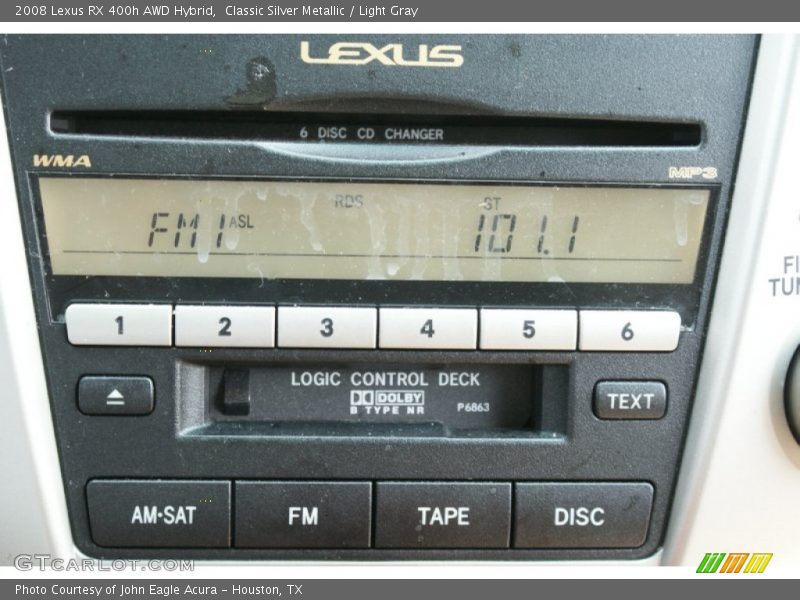 2008 Lexus RX 400h AWD Hybrid,  Classic Silver Metallic / Light Gray
LEXUS
6 DISC CD CHANGER
WMA
MP3
RDS
ST
FM1 ASL
101.1
FI
TUN
1
2
3
4
5
6
LOGIC CONTROL DECK
DOLBY
B TYPE NR
P6863
TEXT
AM•SAT
FM
TAPE
DISC
GTCARLOT.COM
Photo Courtesy of John Eagle Acura – Houston, TX